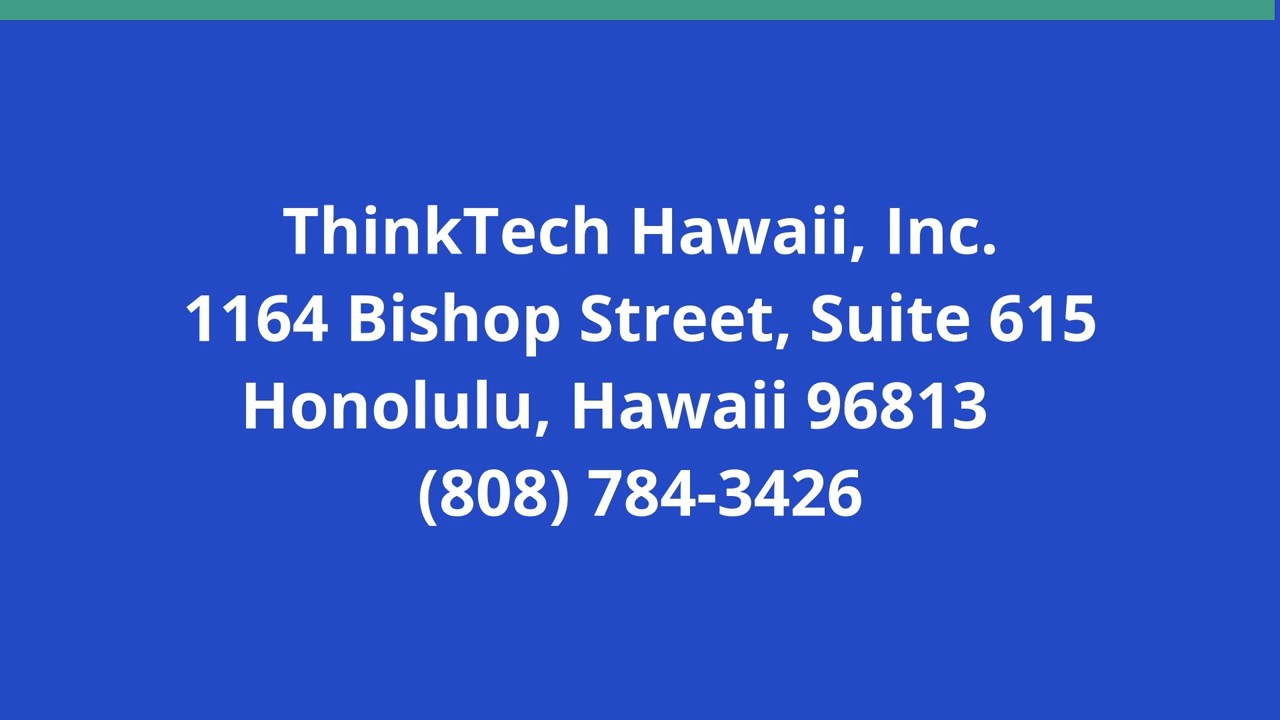 ThinkTech Hawaii, Inc.
1164 Bishop Street, Suite 615
Honolulu, Hawaii 96813
(808) 784-3426